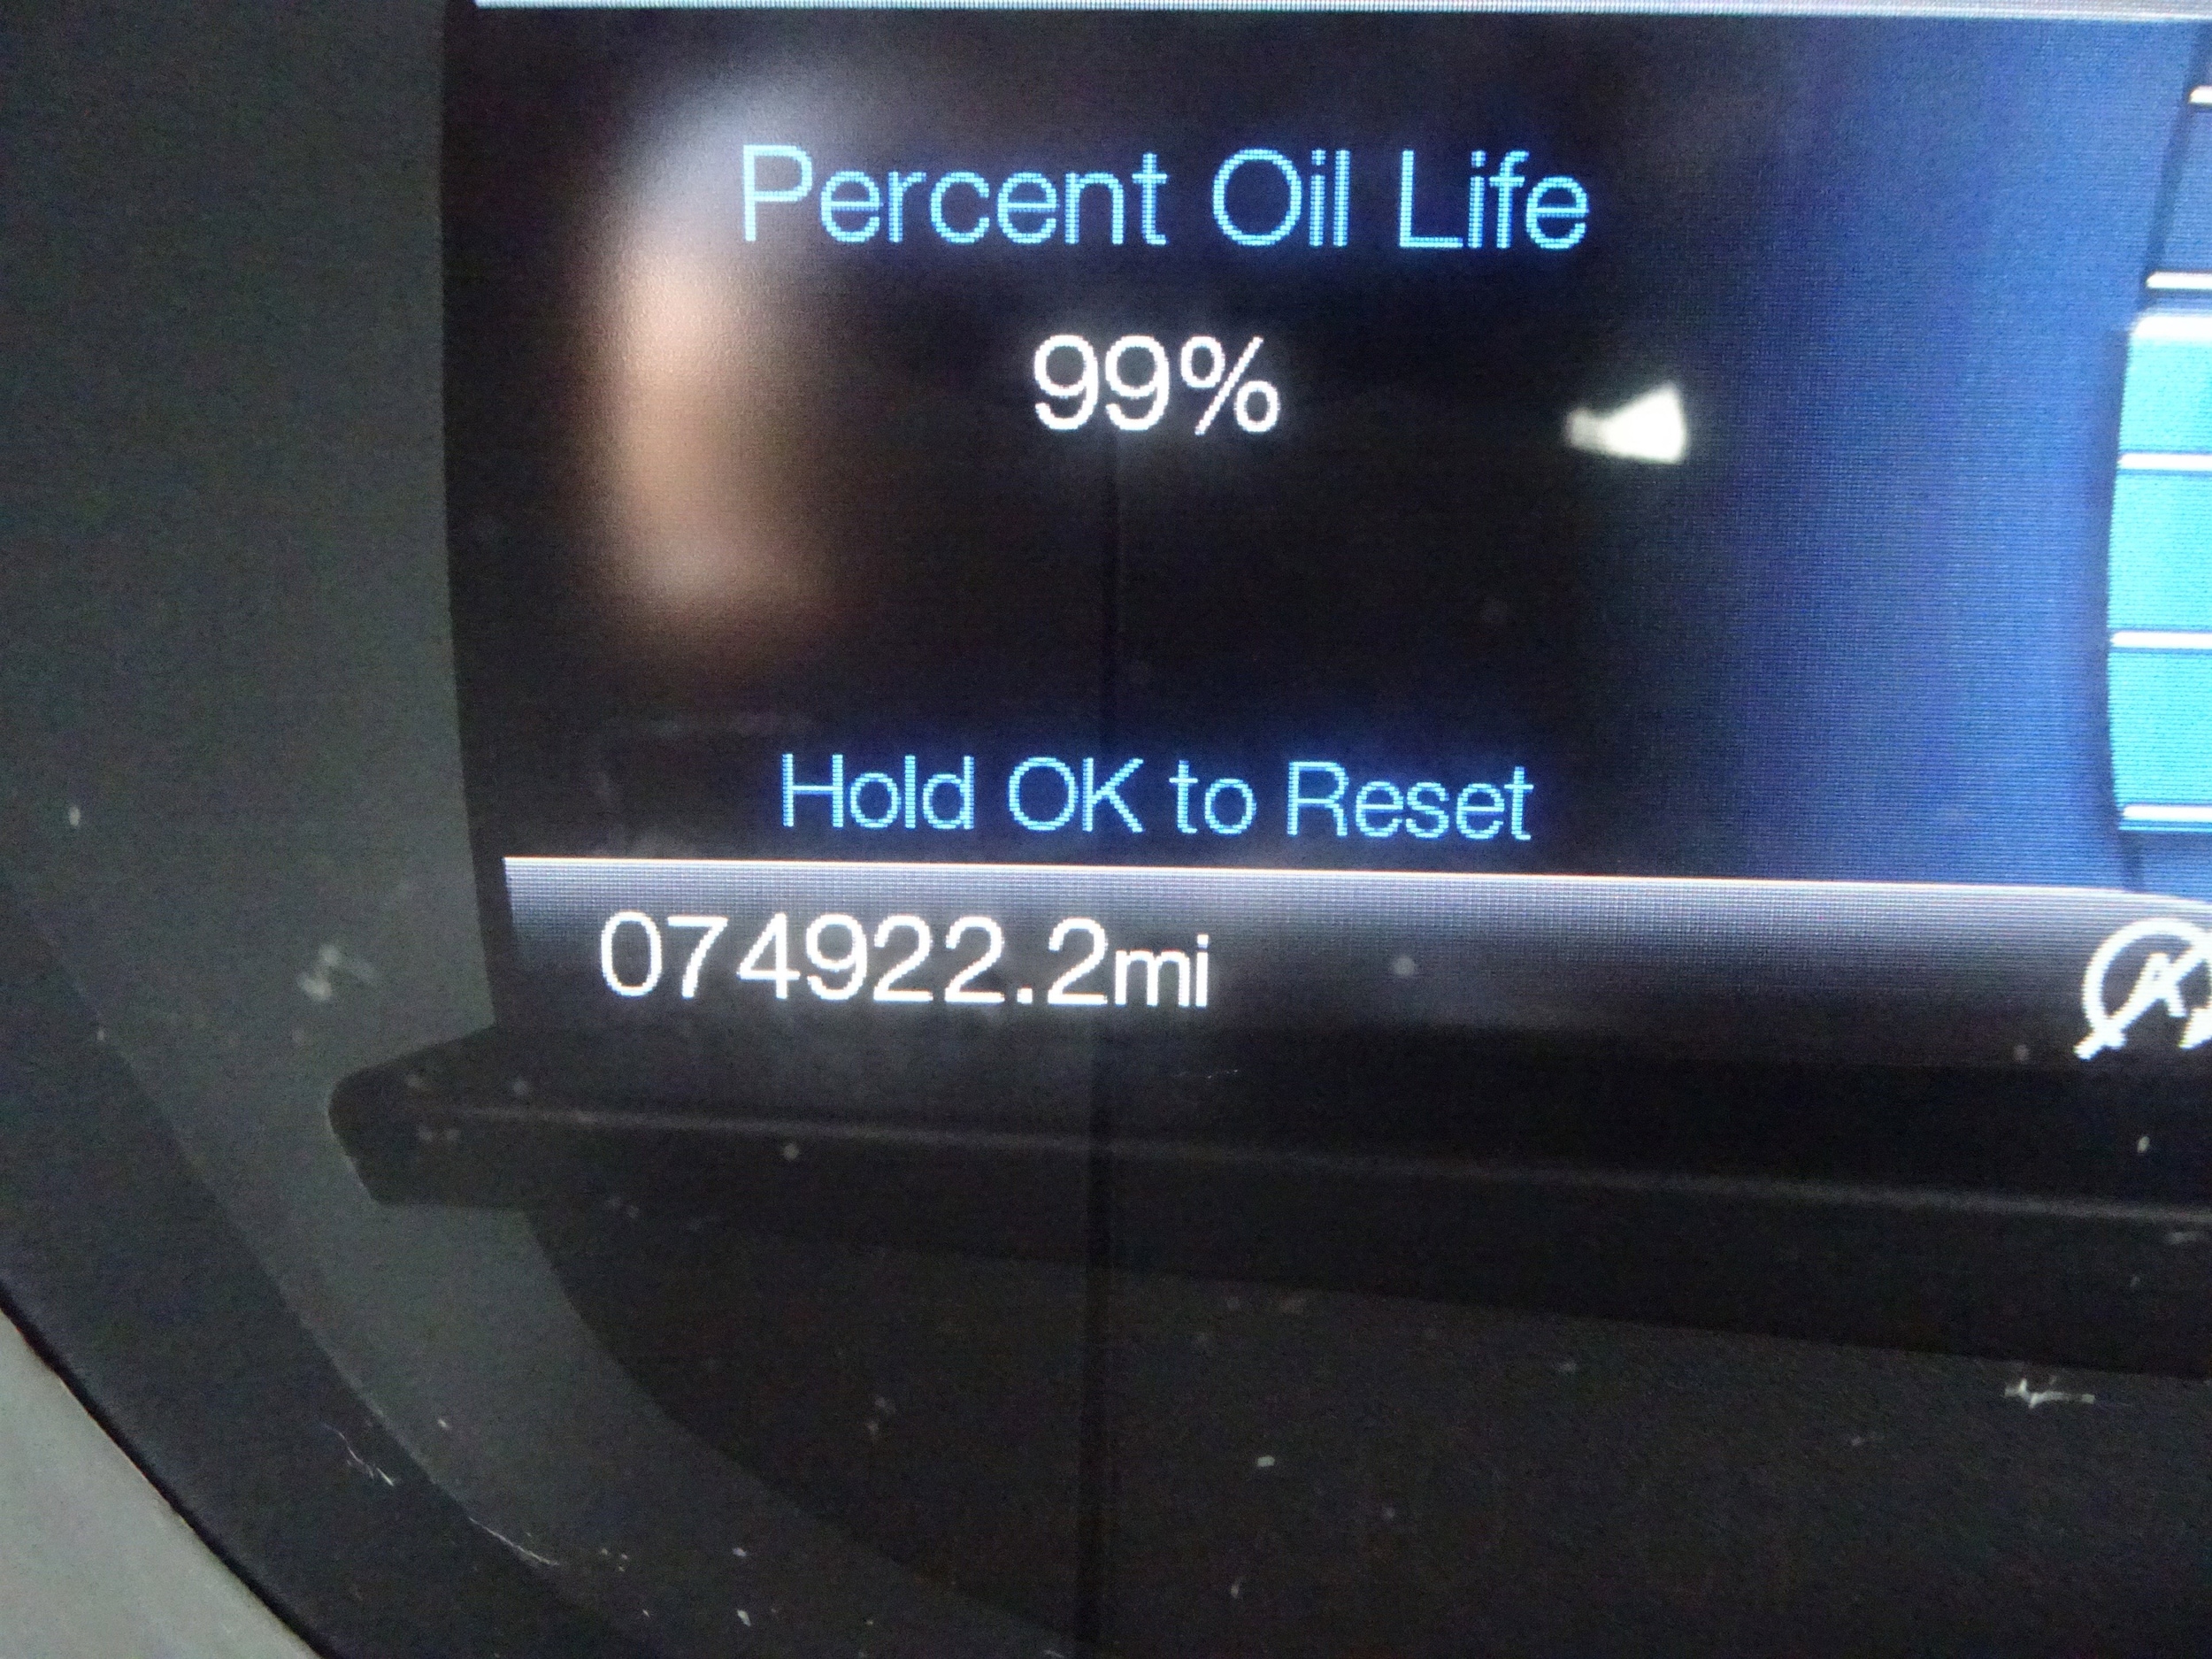 Percent Oil Life
99%
Hold OK to Reset
074922.2mi